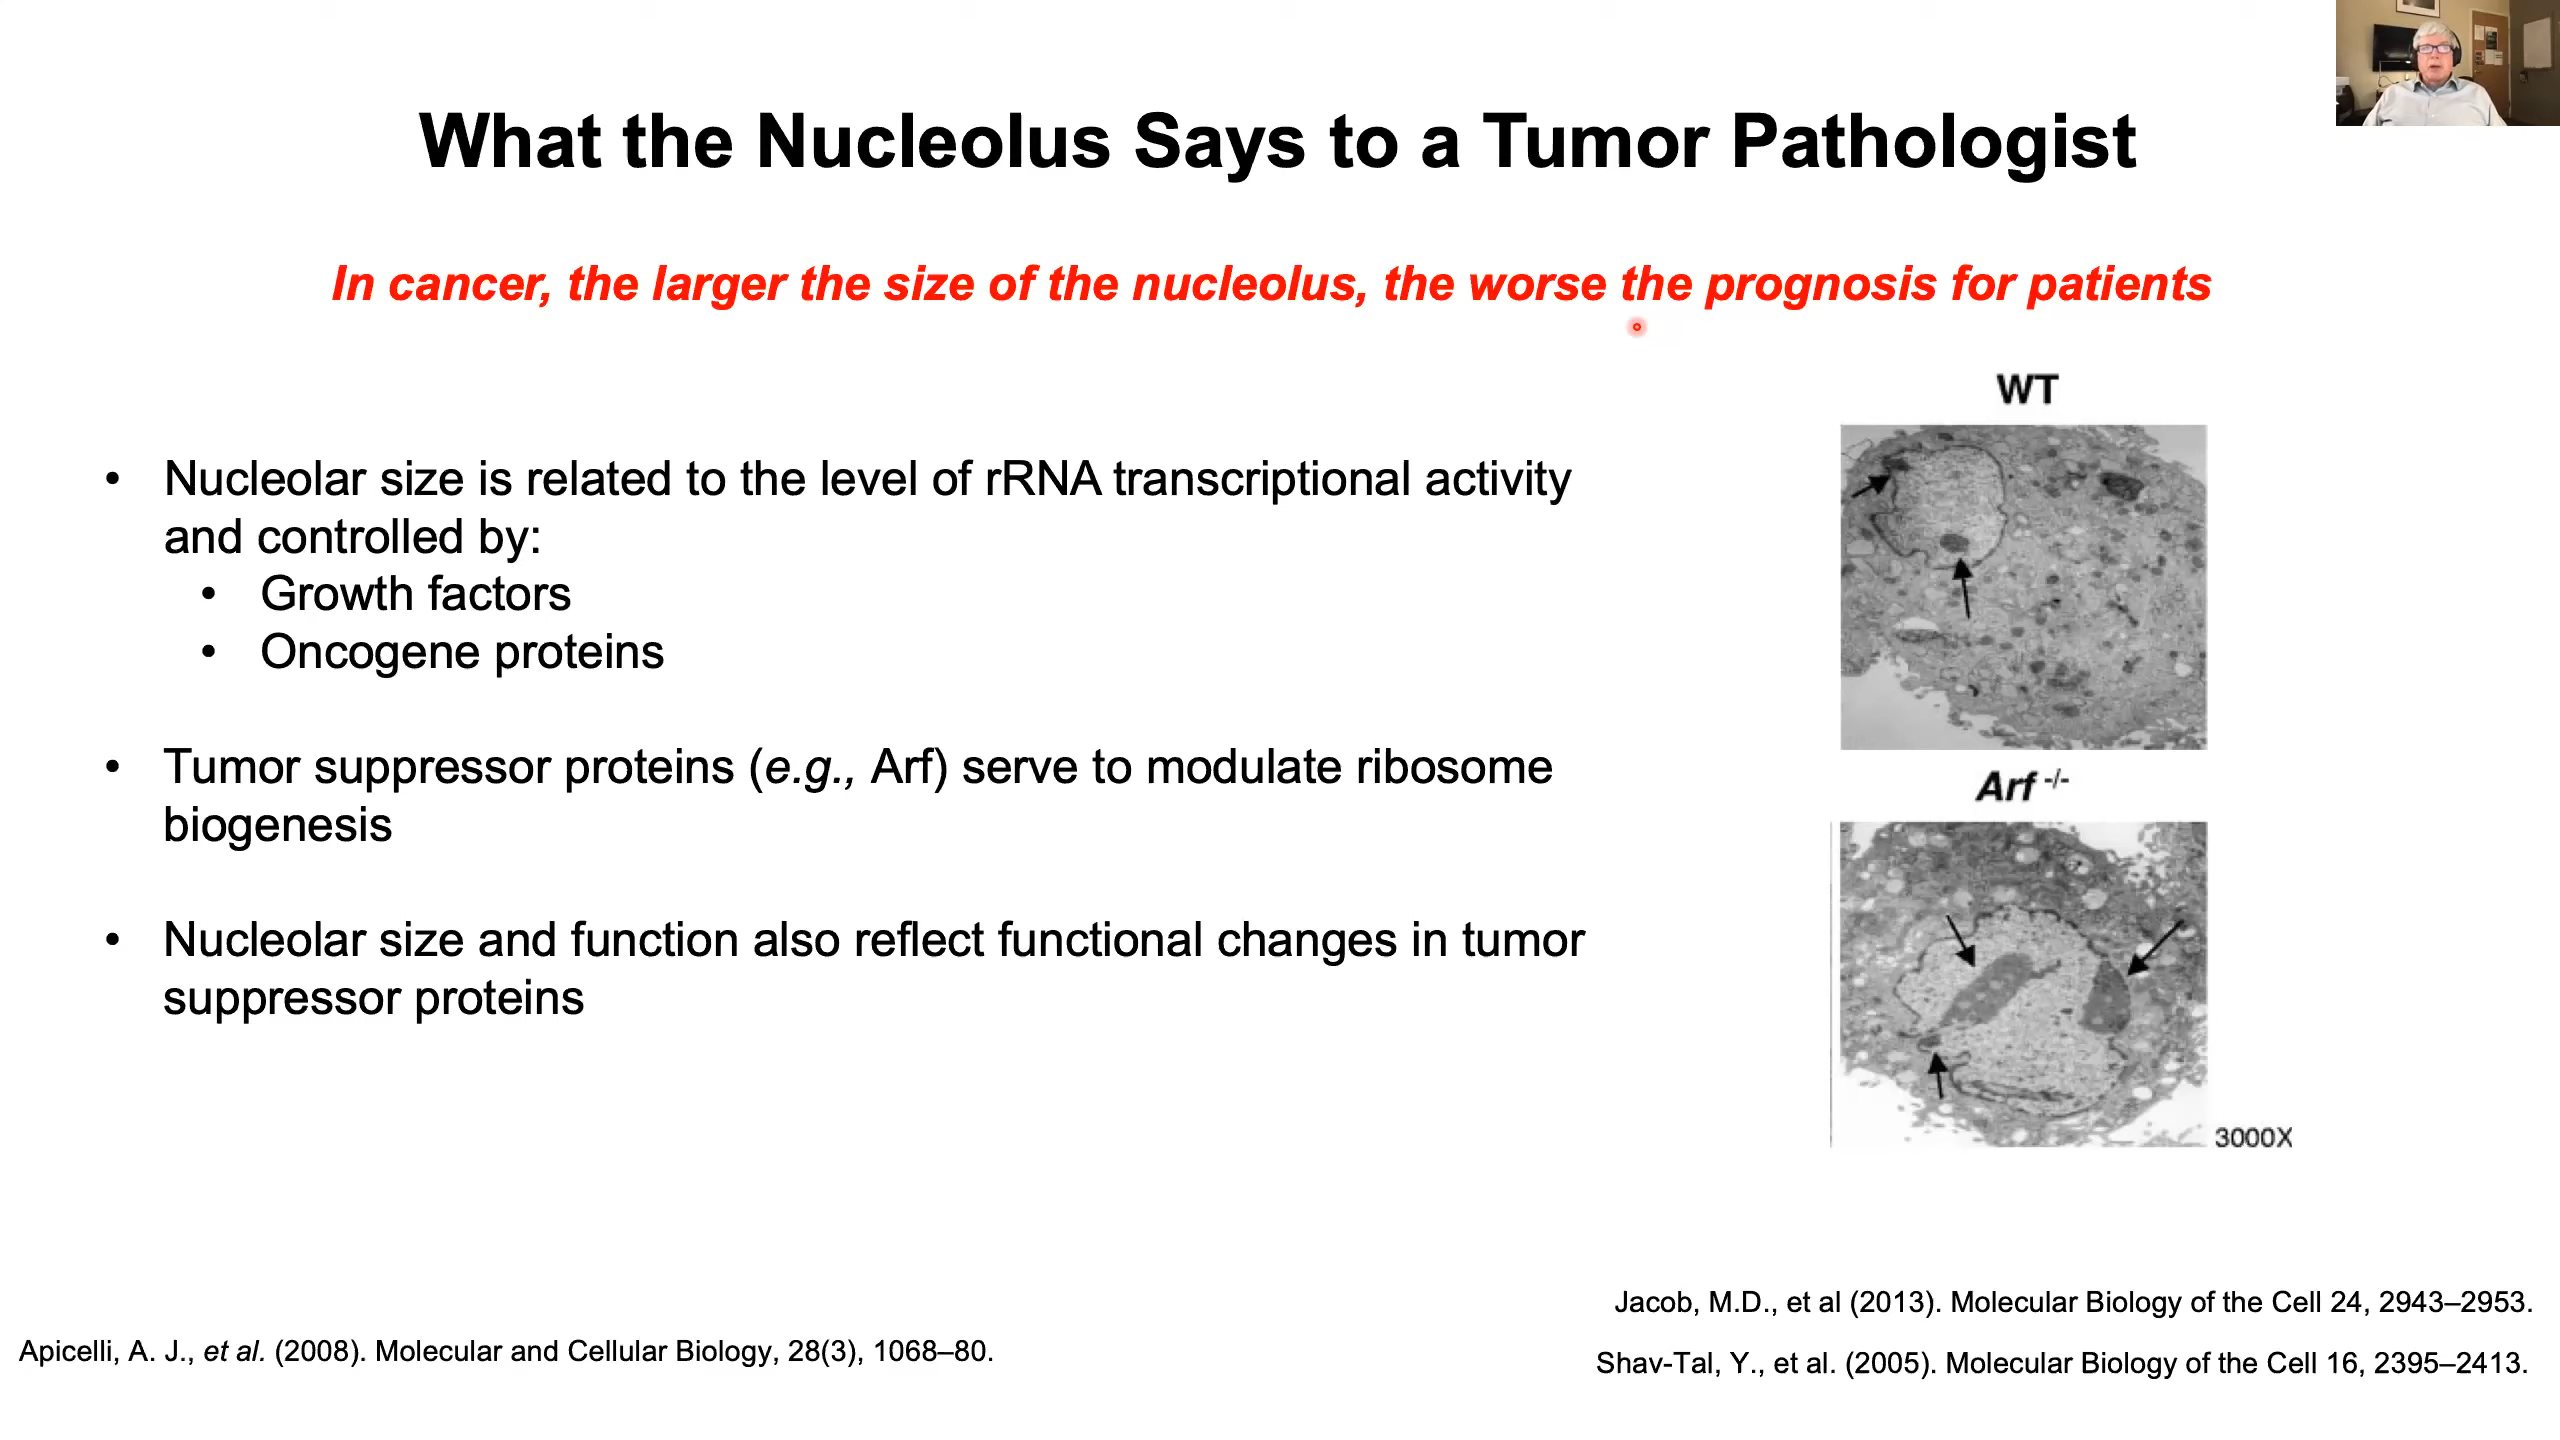 What the Nucleolus Says to a Tumor Pathologist
In cancer, the larger the size of the nucleolus, the worse the prognosis for patients
• Nucleolar size is related to the level of rRNA transcriptional activity
and controlled by:
• Growth factors
• Oncogene proteins
• Tumor suppressor proteins (e.g., Arf) serve to modulate ribosome
biogenesis
• Nucleolar size and function also reflect functional changes in tumor
suppressor proteins
WT
Arf -/-
3000X
Jacob, M.D., et al (2013). Molecular Biology of the Cell 24, 2943–2953.
Apicelli, A. J., et al. (2008). Molecular and Cellular Biology, 28(3), 1068–80.
Shav-Tal, Y., et al. (2005). Molecular Biology of the Cell 16, 2395–2413.